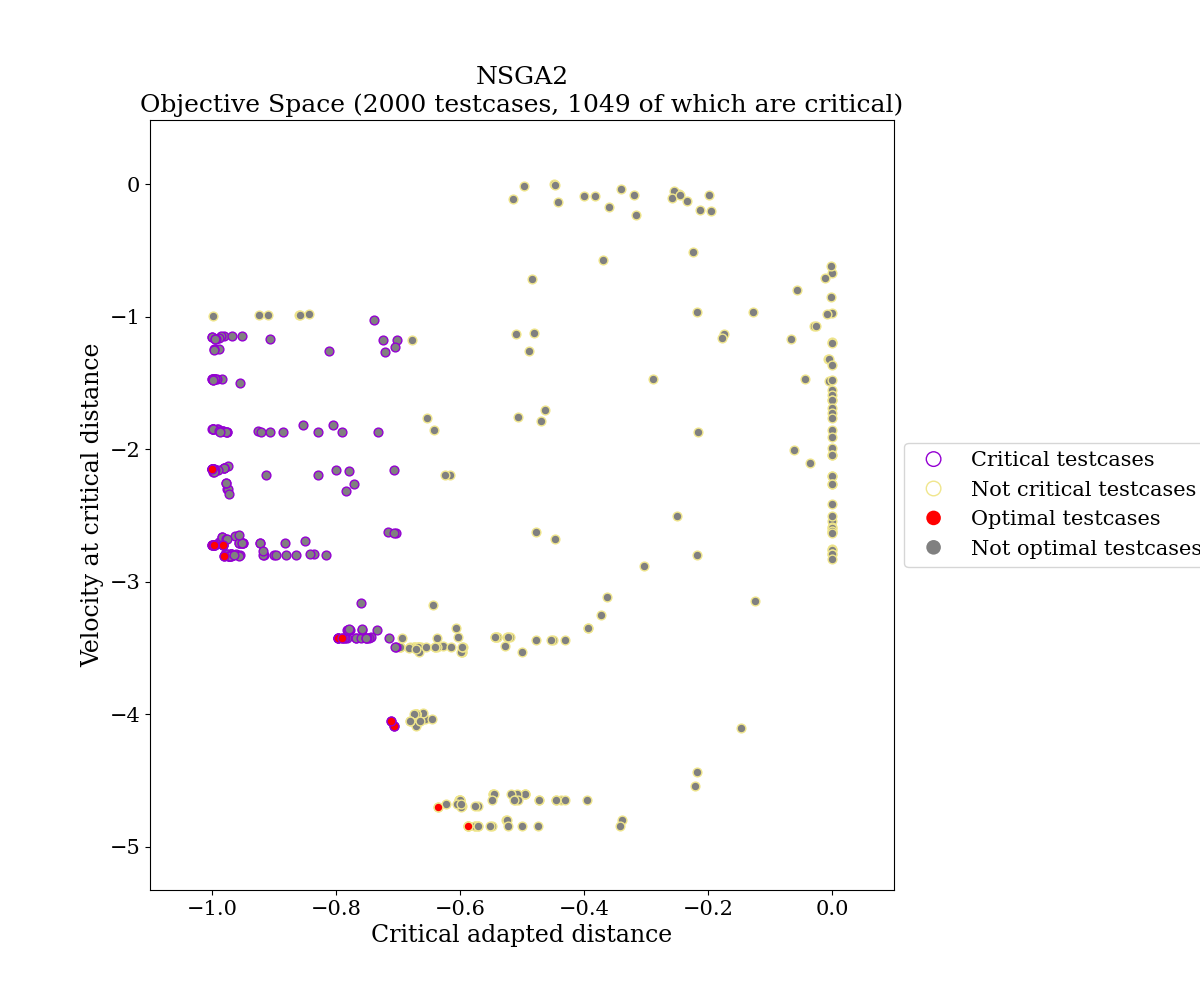 NSGA2
Objective Space (2000 testcases, 1049 of which are critical)
Velocity at critical distance
0
−1
−2
−3
−4
−5
−1.0
−0.8
−0.6
−0.4
−0.2
0.0
Critical adapted distance
Critical testcases
Not critical testcases
Optimal testcases
Not optimal testcases